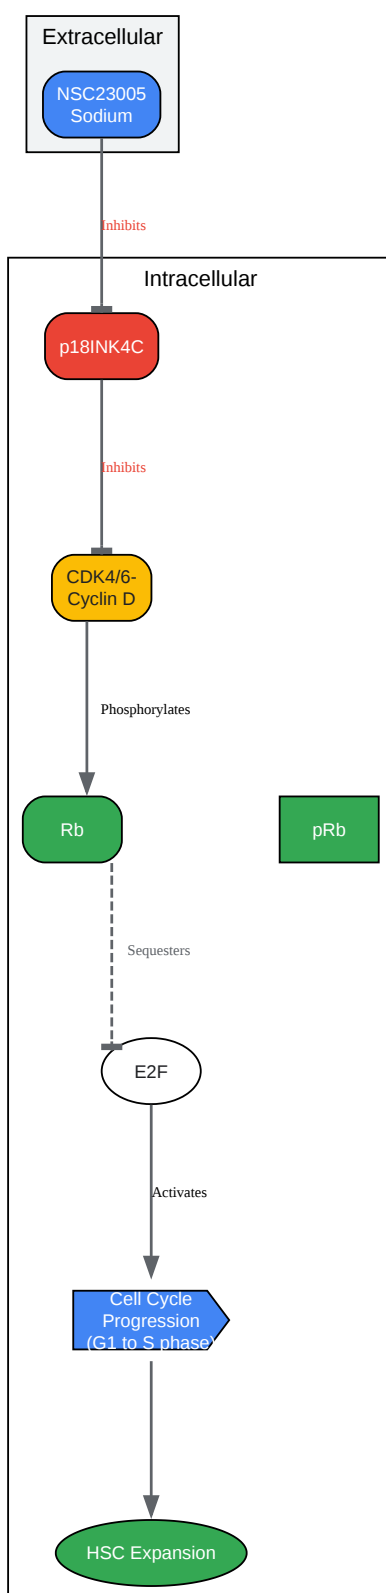 Extracellular
NSC23005
Sodium
Inhibits
Intracellular
p18INK4C
Inhibits
CDK4/6-
Cyclin D
Phosphorylates
Rb
pRb
Sequesters
E2F
Activates
Cell Cycle
Progression
(G1 to S phase)
HSC Expansion